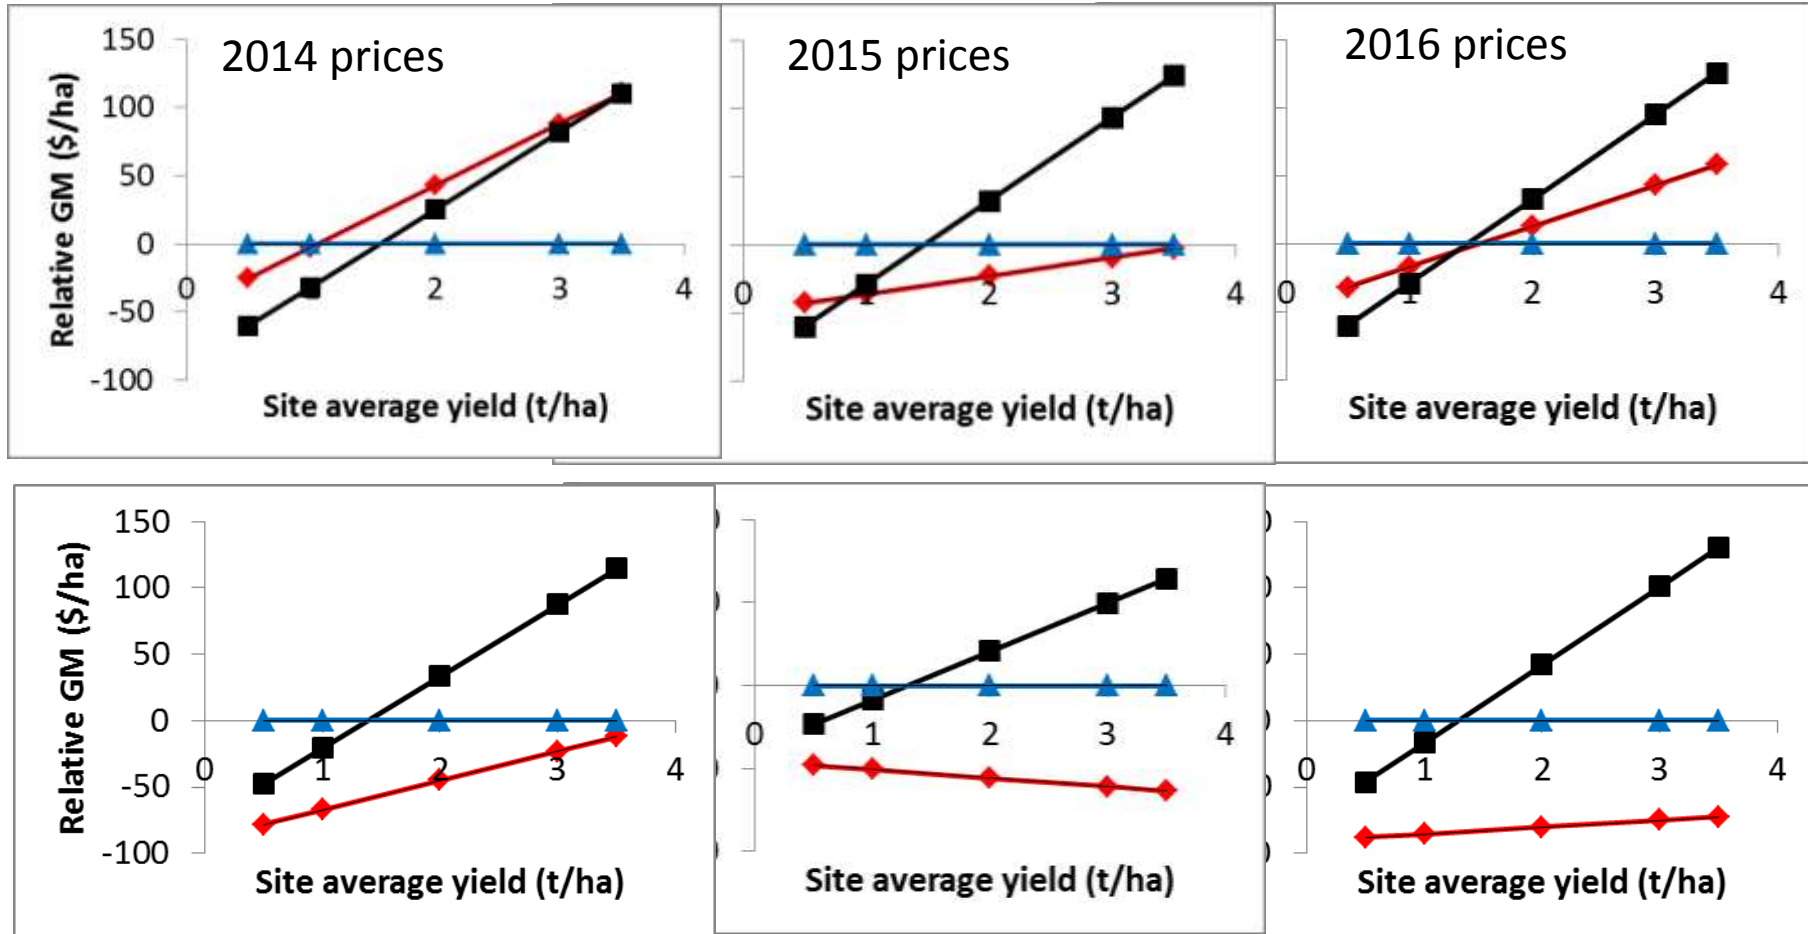 2014 prices
2015 prices
2016 prices
150
100
50
0
-50
-100
Relative GM ($/ha)
0 2 3 4
Site average yield (t/ha)
0 1 2 3 4
Site average yield (t/ha)
0 1 2 3 4
Site average yield (t/ha)
150
100
50
0
-50
-100
Relative GM ($/ha)
0 1 2 3 4
Site average yield (t/ha)
0 1 2 3 4
Site average yield (t/ha)
0 1 2 3 4
Site average yield (t/ha)